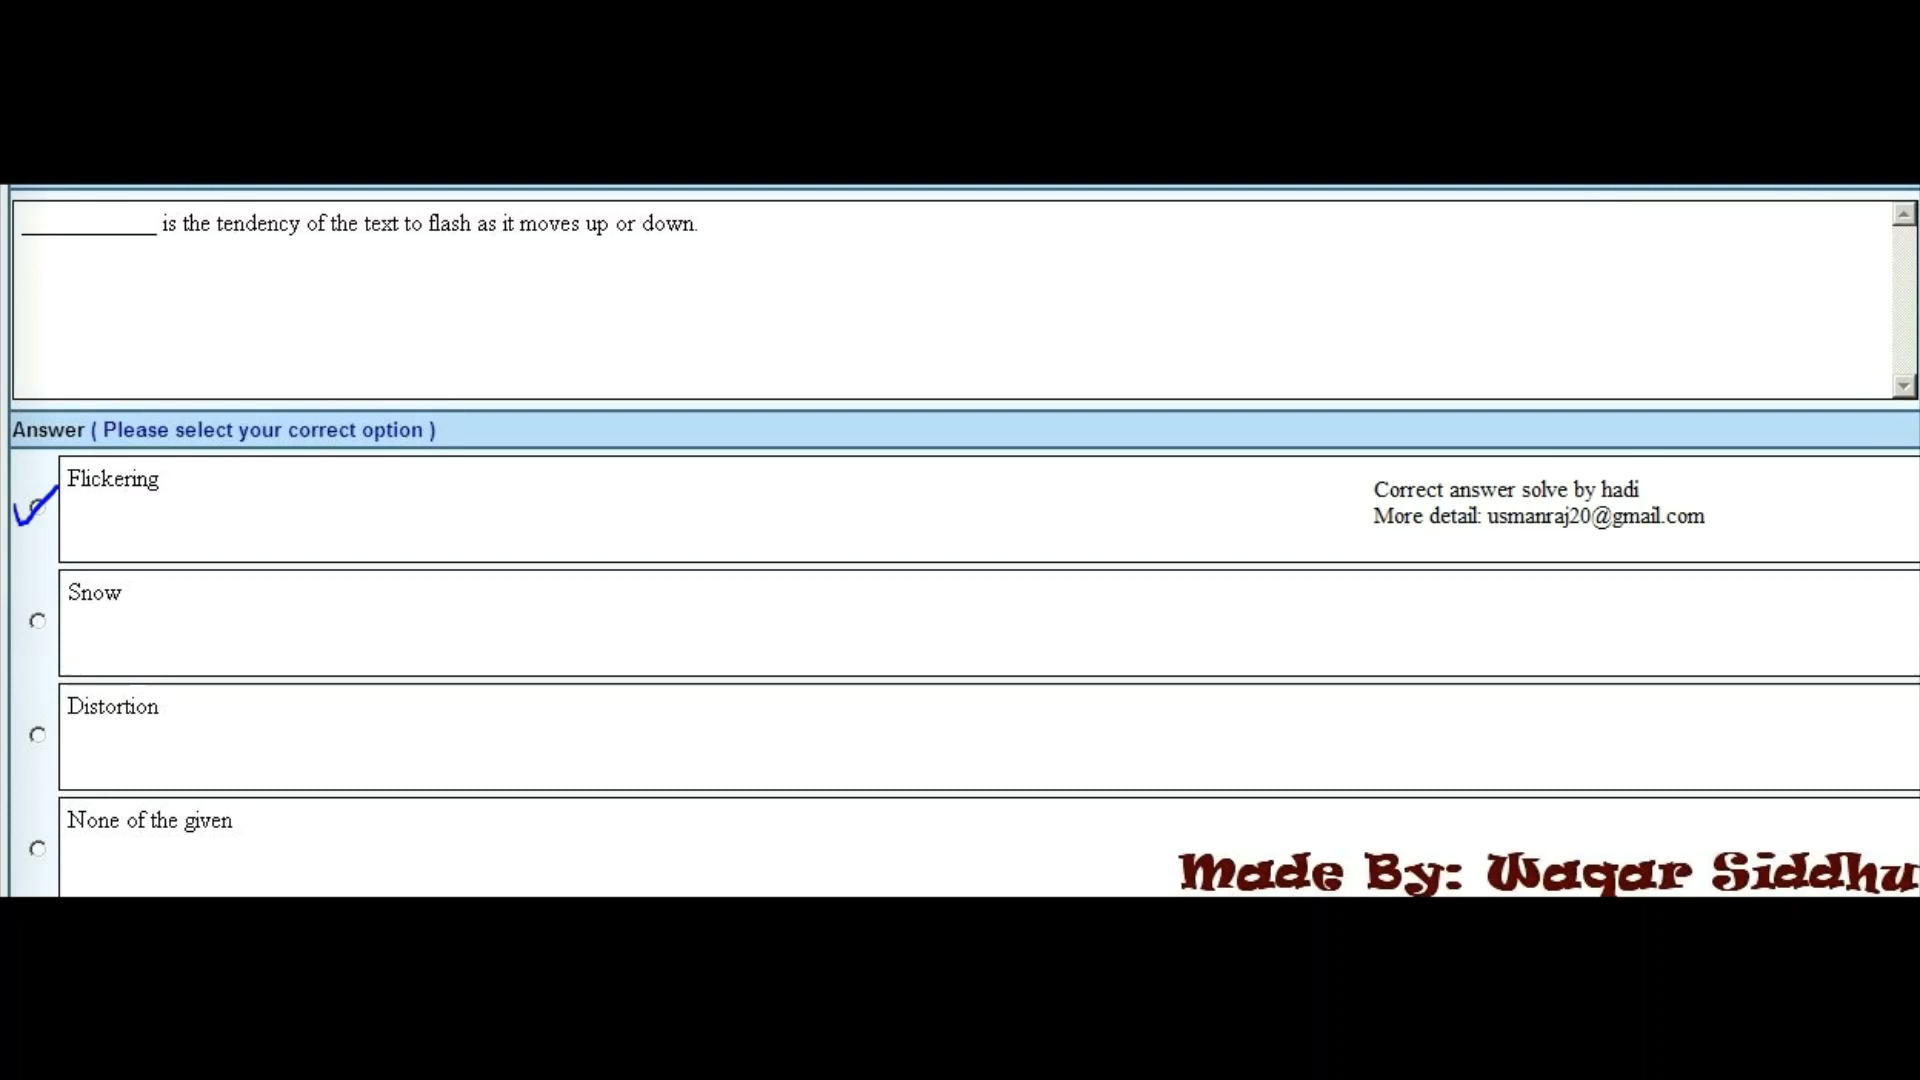 ____________ is the tendency of the text to flash as it moves up or down.
Answer ( Please select your correct option )
Flickering
Correct answer solve by hadi
More detail: usmanraj20@gmail.com
Snow
Distortion
None of the given
Made By: Waqar Siddhu